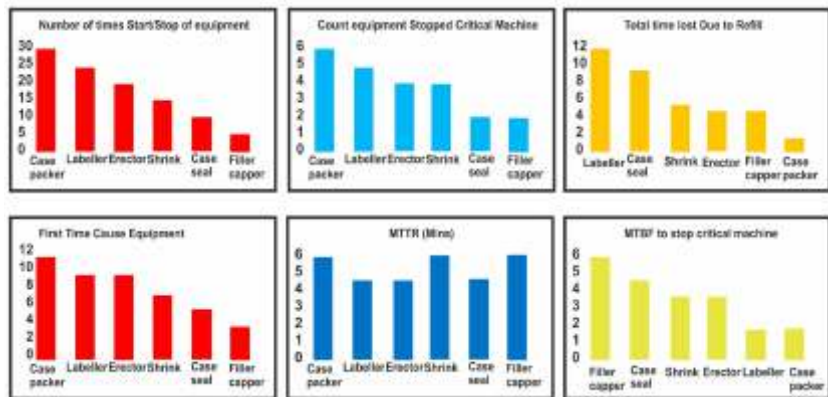 Number of times Start/Stop of equipment
30
25
20
15
10
5
0
Case packer
Labeller
Erector
Shrink
Case seal
Filler capper
Count equipment Stopped Critical Machine
6
5
4
3
2
1
0
Case packer
Labeller
Erector
Shrink
Case seal
Filler capper
Total time lost Due to Refill
12
10
8
6
4
2
0
Labeller
Case seal
Shrink
Erector
Filler capper
Case packer
First Time Cause Equipment
12
10
8
6
4
2
0
Case packer
Labeller
Erector
Shrink
Case seal
Filler capper
MTTR (Mins)
6
5
4
3
2
1
0
Case packer
Labeller
Erector
Shrink
Case seal
Filler capper
MTBF to stop critical machine
6
5
4
3
2
1
0
Filler capper
Case seal
Shrink
Erector
Labeller
Case packer